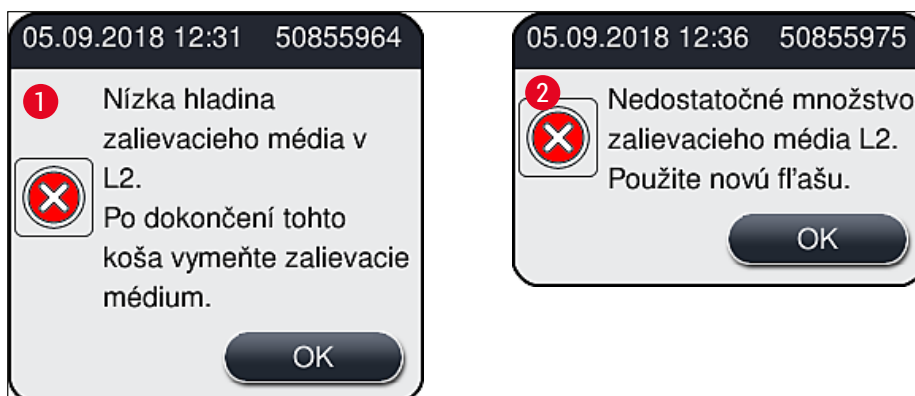 05.09.2018 12:31 50855964
1
Nízka hladina
zalievacieho média v
L2.
Po dokončení tohto
koša vymeňte zalievacie
médium.
OK
05.09.2018 12:36 50855975
2
Nedostatočné množstvo
zalievacieho média L2.
Použite novú fľašu.
OK